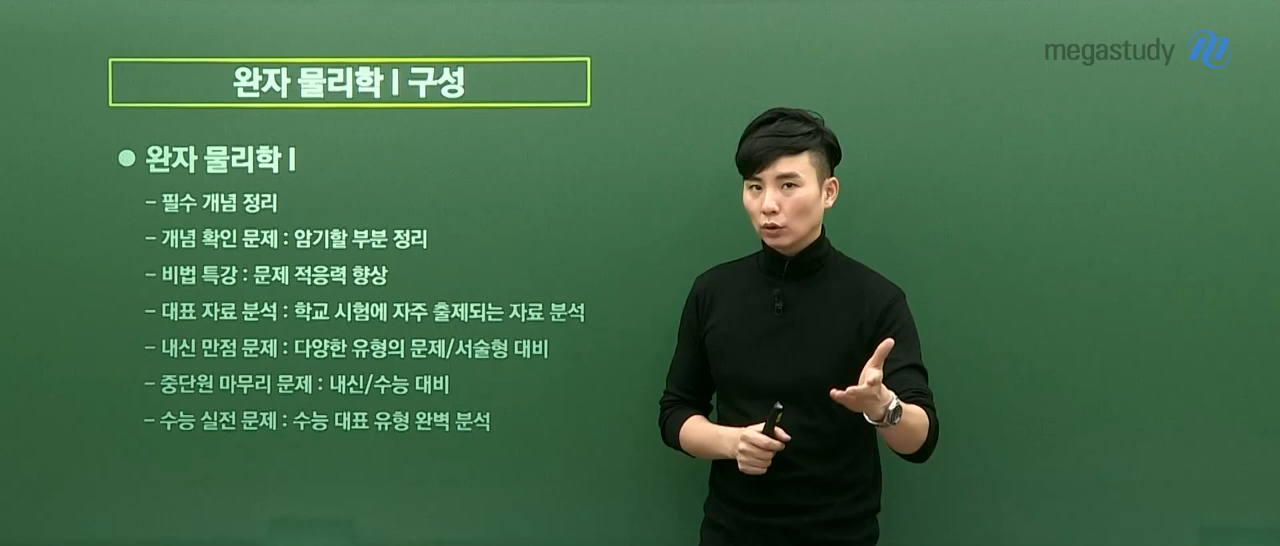 완자 물리학 I 구성
megastudy
완자 물리학 I
– 필수 개념 정리
– 개념 확인 문제 : 암기할 부분 정리
– 비법 특강 : 문제 적응력 향상
– 대표 자료 분석 : 학교 시험에 자주 출제되는 자료 분석
– 내신 만점 문제 : 다양한 유형의 문제/서술형 대비
– 중단원 마무리 문제 : 내신/수능 대비
– 수능 실전 문제 : 수능 대표 유형 완벽 분석